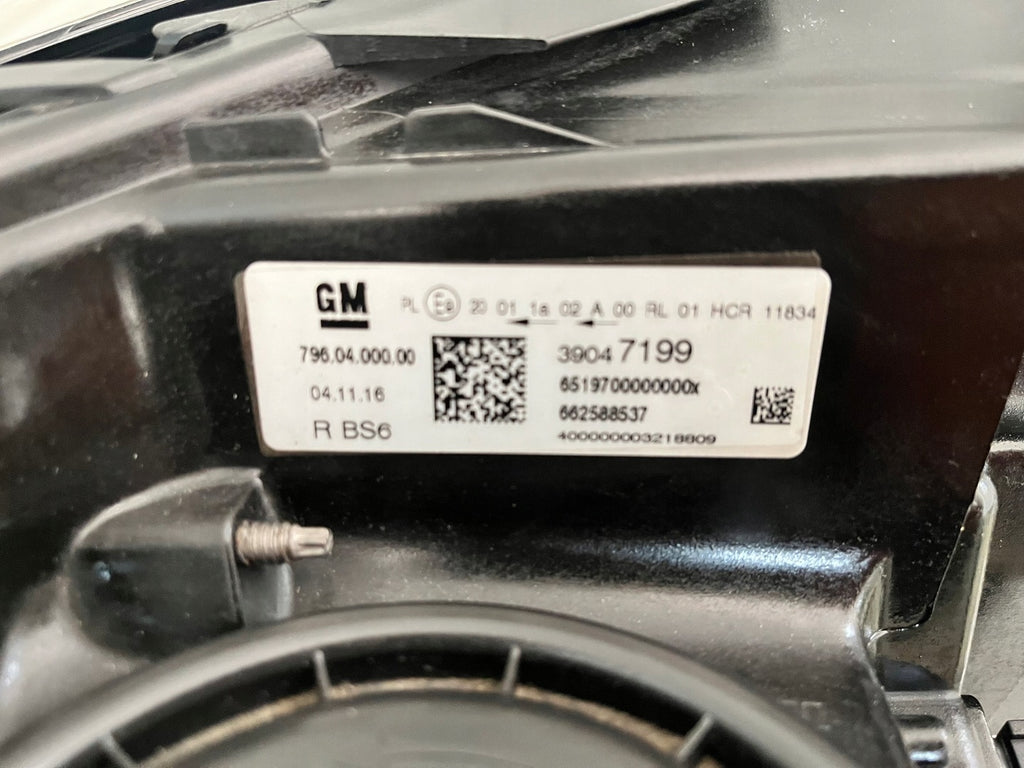 GM
PL E9 20 01 1a 02 A 00 RL 01 HCR 11834
796.04.000.00
39047199
04.11.16
6519700000000x
662588537
R BS6
400000003218809